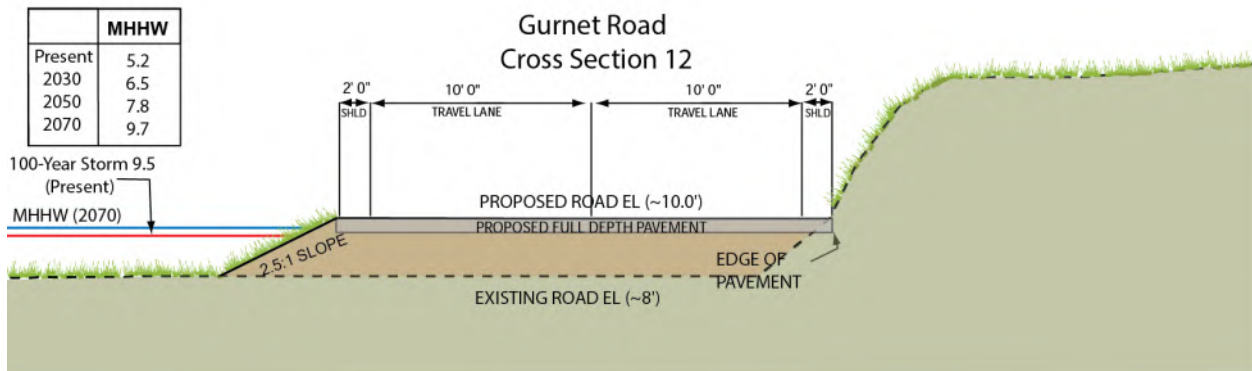 Gurnet Road
Cross Section 12
MHHW
Present 5.2
2030 6.5
2050 7.8
2070 9.7
2' 0" 10' 0" 10' 0" 2' 0"
SHLD TRAVEL LANE TRAVEL LANE SHLD
100-Year Storm 9.5
(Present)
MHHW (2070)
PROPOSED ROAD EL (~10.0')
PROPOSED FULL DEPTH PAVEMENT
2.5:1 SLOPE
EDGE OF
PAVEMENT
EXISTING ROAD EL (~8')